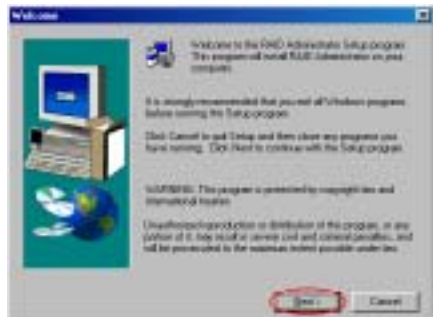 Welcome
Welcome to the RAID Administrator Setup program.
This program will install RAID Administrator on your
computer.
It is strongly recommended that you exit all Windows programs
before running the Setup program.
Click Cancel to quit Setup and then close any programs you
have running. Click Next to continue with the Setup program.
WARNING: This program is protected by copyright law and
international treaties.
Unauthorized reproduction or distribution of this program, or any
portion of it, may result in severe civil and criminal penalties, and
will be prosecuted to the maximum extent possible under law.
Next >
Cancel